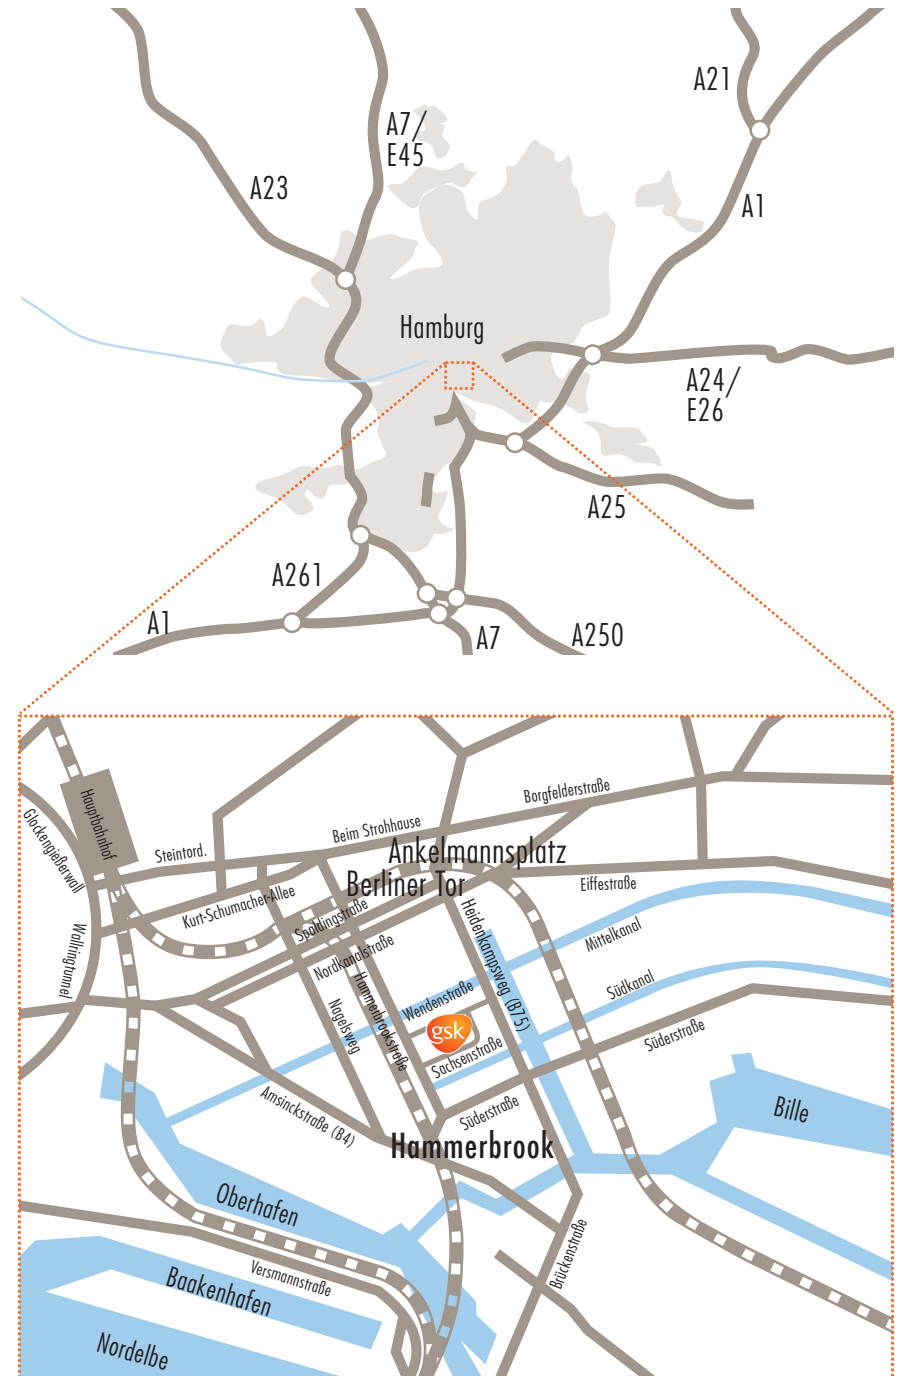 A21
A7/
E45
A23
A1
Hamburg
A24/
E26
A25
A261
A1
A7
A250
Hauptbahnhof
Glockengießerwall
Borgfelderstraße
Beim Strohhause
Steintord.
Ankelmannsplatz
Berliner Tor
Eiffestraße
Kurt-Schumacher-Allee
Spaldingstraße
Heidenkampsweg (B75)
Mittelkanal
Wallringtunnel
Nordkanalstraße
Hammerbrookstraße
Südkanal
Wendenstraße
Nagelsweg
gsk
Süderstraße
Sachsenstraße
Amsinckstraße (B4)
Süderstraße
Bille
Hammerbrook
Oberhafen
Brückenstraße
Versmannstraße
Baakenhafen
Nordelbe